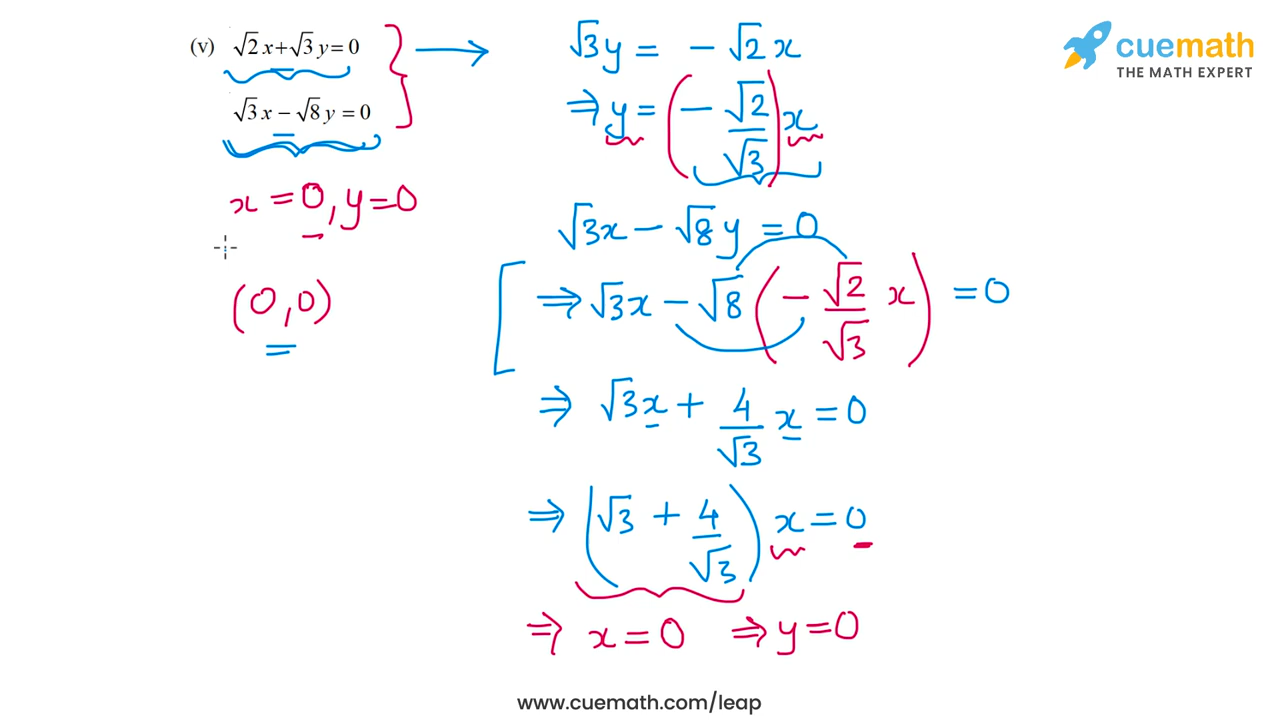 (v) √2x+√3y=0
√3x − √8y = 0
x = 0, y = 0
(0,0)
√3y = − √2x
⇒ y = (− √2/√3) x
√3x − √8y = 0
⇒ √3x − √8 (− √2/√3 x) = 0
⇒ √3x + 4/√3 x = 0
⇒ (√3 + 4/√3) x = 0
⇒ x = 0 ⇒ y = 0
cuemath
THE MATH EXPERT
www.cuemath.com/leap